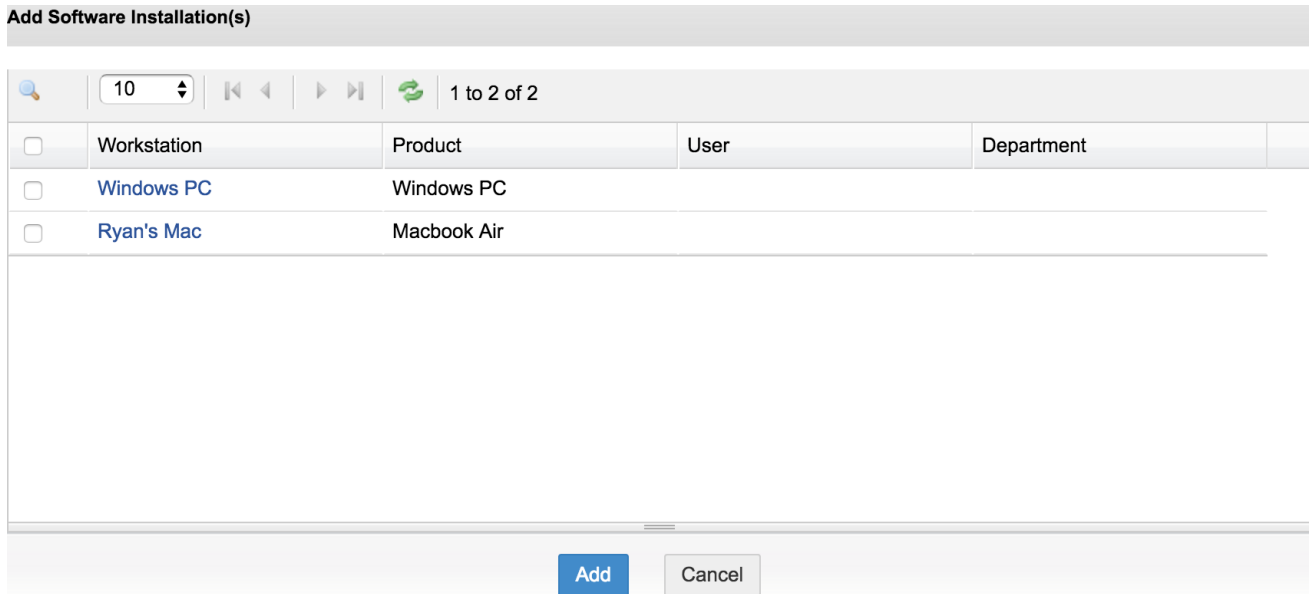 Add Software Installation(s)
10 1 to 2 of 2
Workstation Product User Department
Windows PC Windows PC
Ryan's Mac Macbook Air
Add Cancel